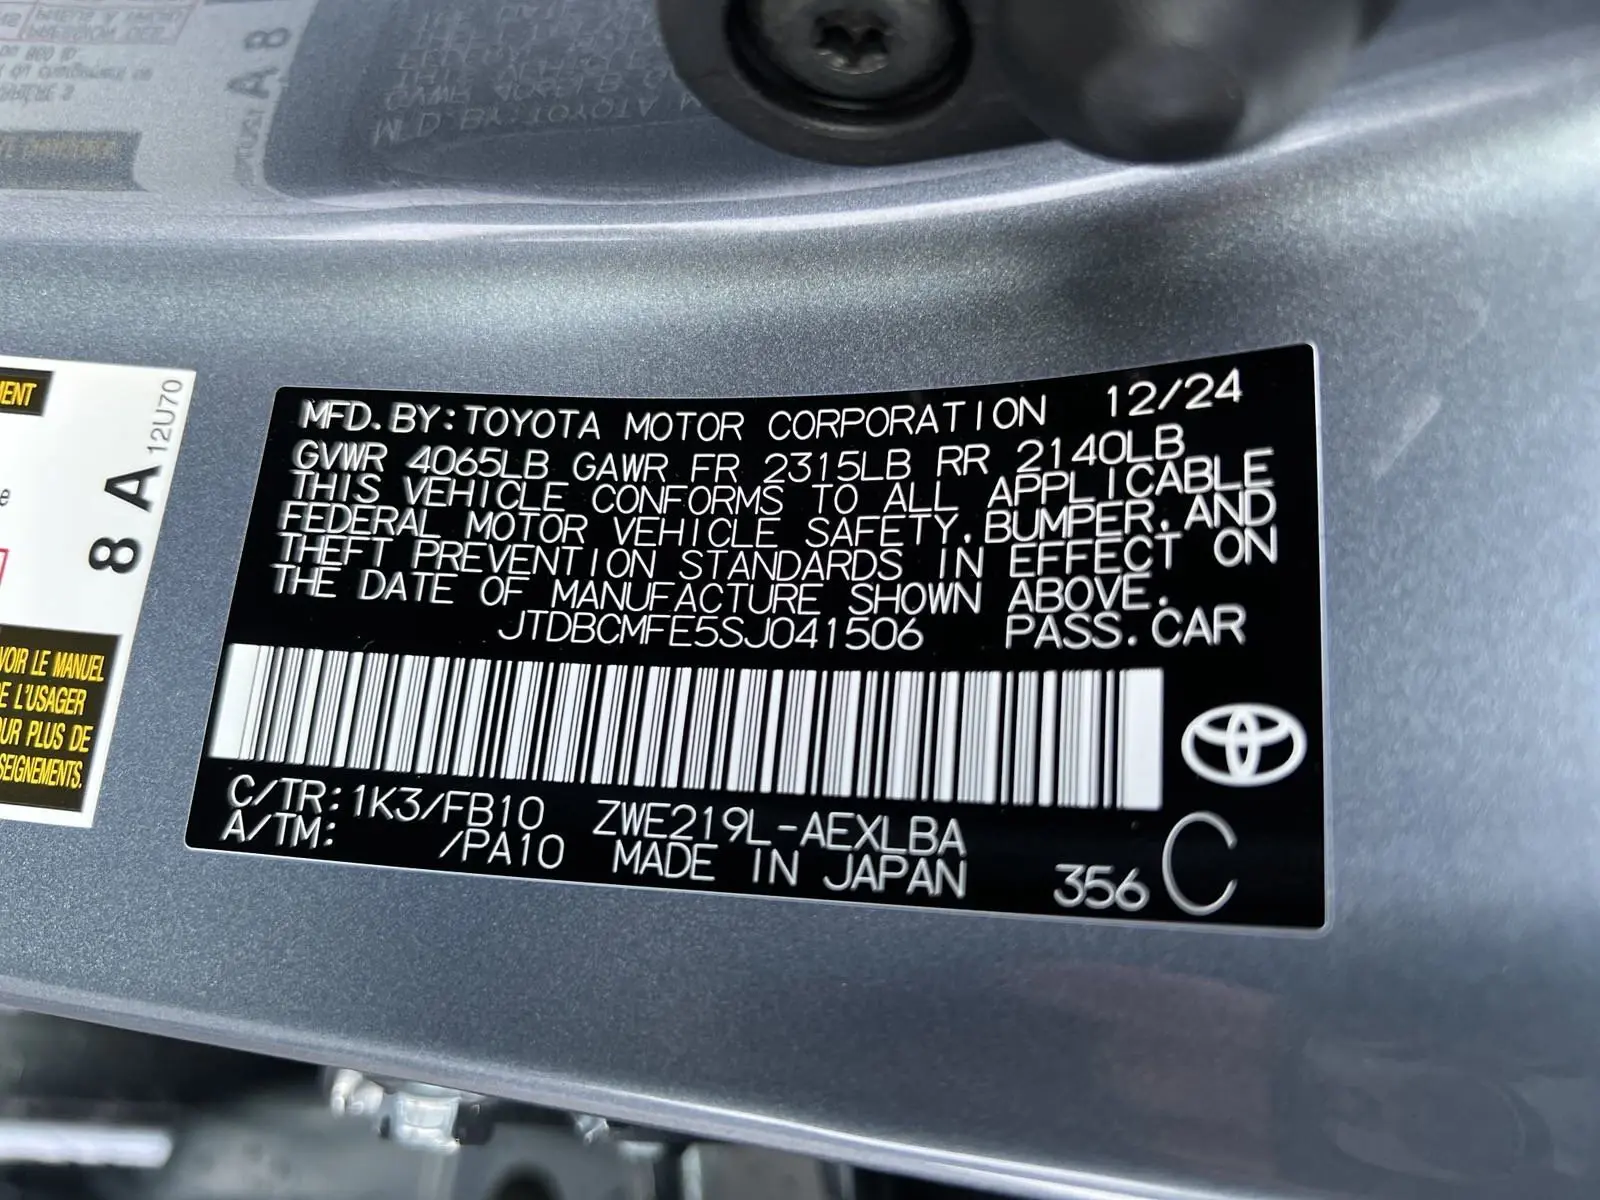 MENT
12U70
8 A
VOIR LE MANUEL
DE L'USAGER
OUR PLUS DE
SEIGNEMENTS.
MFD. BY: TOYOTA MOTOR CORPORATION 12/24
GVWR 4065LB GAWR FR 2315LB RR 2140LB
THIS VEHICLE CONFORMS TO ALL APPLICABLE
FEDERAL MOTOR VEHICLE SAFETY, BUMPER, AND
THEFT PREVENTION STANDARDS IN EFFECT ON
THE DATE OF MANUFACTURE SHOWN ABOVE.
JTDBCMFE5SJ041506 PASS. CAR
C/TR: 1K3/FB10 ZWE219L-AEXLBA
A/TM: /PA10 MADE IN JAPAN 356 C